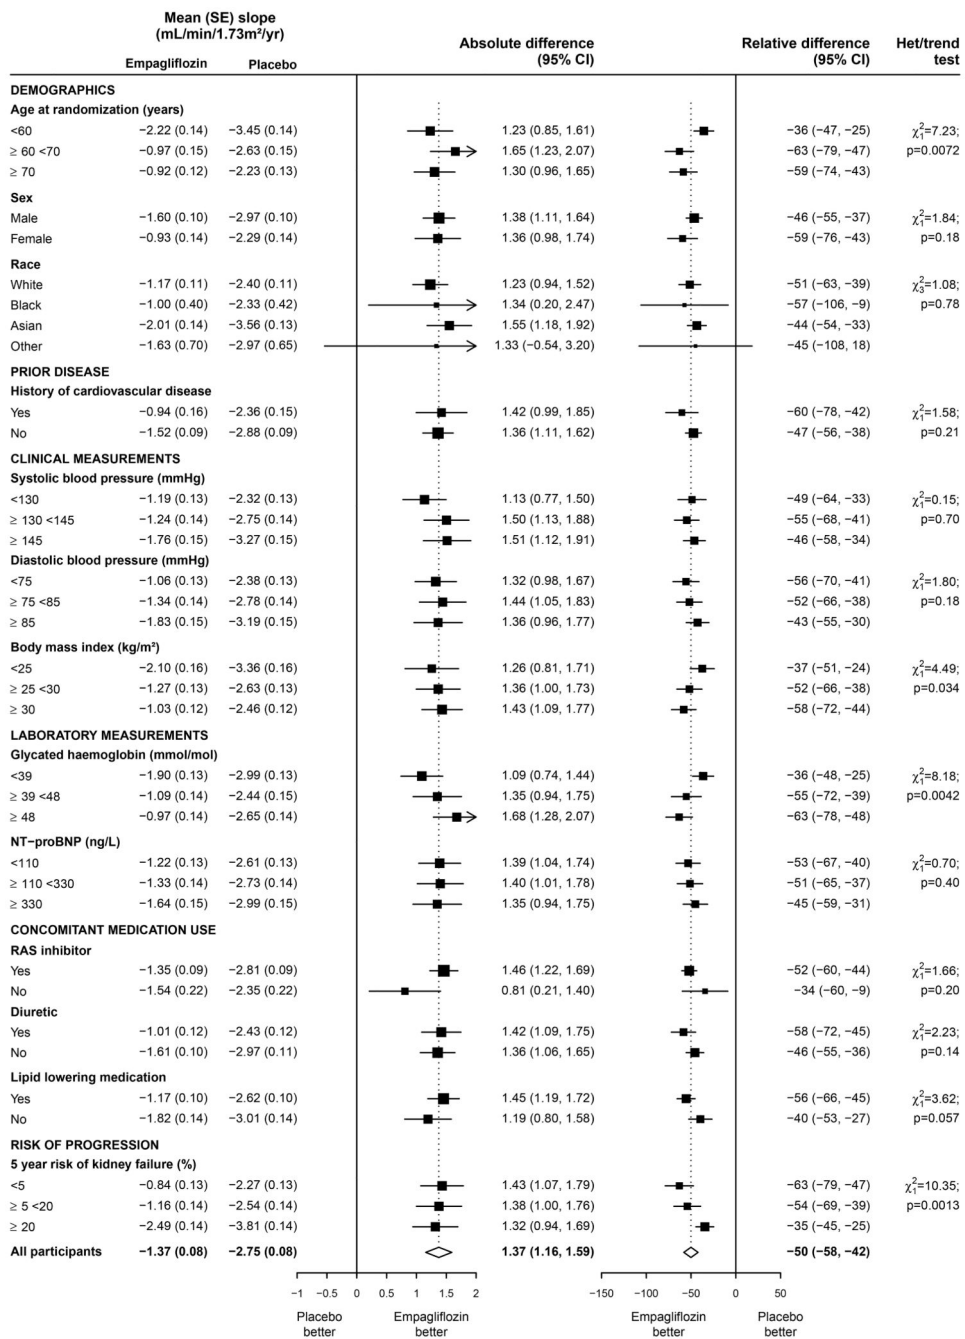 Mean (SE) slope
(mL/min/1.73m²/yr)
Absolute difference
(95% CI)
Relative difference
(95% CI)
Het/trend
test
Empagliflozin Placebo
DEMOGRAPHICS
Age at randomization (years)
<60 −2.22 (0.14) −3.45 (0.14) 1.23 (0.85, 1.61) −36 (−47, −25) χ²₁=7.23;
≥ 60 <70 −0.97 (0.15) −2.63 (0.15) 1.65 (1.23, 2.07) −63 (−79, −47) p=0.0072
≥ 70 −0.92 (0.12) −2.23 (0.13) 1.30 (0.96, 1.65) −59 (−74, −43)
Sex
Male −1.60 (0.10) −2.97 (0.10) 1.38 (1.11, 1.64) −46 (−55, −37) χ²₁=1.84;
Female −0.93 (0.14) −2.29 (0.14) 1.36 (0.98, 1.74) −59 (−76, −43) p=0.18
Race
White −1.17 (0.11) −2.40 (0.11) 1.23 (0.94, 1.52) −51 (−63, −39) χ²₃=1.08;
Black −1.00 (0.40) −2.33 (0.42) 1.34 (0.20, 2.47) −57 (−106, −9) p=0.78
Asian −2.01 (0.14) −3.56 (0.13) 1.55 (1.18, 1.92) −44 (−54, −33)
Other −1.63 (0.70) −2.97 (0.65) 1.33 (−0.54, 3.20) −45 (−108, 18)
PRIOR DISEASE
History of cardiovascular disease
Yes −0.94 (0.16) −2.36 (0.15) 1.42 (0.99, 1.85) −60 (−78, −42) χ²₁=1.58;
No −1.52 (0.09) −2.88 (0.09) 1.36 (1.11, 1.62) −47 (−56, −38) p=0.21
CLINICAL MEASUREMENTS
Systolic blood pressure (mmHg)
<130 −1.19 (0.13) −2.32 (0.13) 1.13 (0.77, 1.50) −49 (−64, −33) χ²₁=0.15;
≥ 130 <145 −1.24 (0.14) −2.75 (0.14) 1.50 (1.13, 1.88) −55 (−68, −41) p=0.70
≥ 145 −1.76 (0.15) −3.27 (0.15) 1.51 (1.12, 1.91) −46 (−58, −34)
Diastolic blood pressure (mmHg)
<75 −1.06 (0.13) −2.38 (0.13) 1.32 (0.98, 1.67) −56 (−70, −41) χ²₁=1.80;
≥ 75 <85 −1.34 (0.14) −2.78 (0.14) 1.44 (1.05, 1.83) −52 (−66, −38) p=0.18
≥ 85 −1.83 (0.15) −3.19 (0.15) 1.36 (0.96, 1.77) −43 (−55, −30)
Body mass index (kg/m²)
<25 −2.10 (0.16) −3.36 (0.16) 1.26 (0.81, 1.71) −37 (−51, −24) χ²₁=4.49;
≥ 25 <30 −1.27 (0.13) −2.63 (0.13) 1.36 (1.00, 1.73) −52 (−66, −38) p=0.034
≥ 30 −1.03 (0.12) −2.46 (0.12) 1.43 (1.09, 1.77) −58 (−72, −44)
LABORATORY MEASUREMENTS
Glycated haemoglobin (mmol/mol)
<39 −1.90 (0.13) −2.99 (0.13) 1.09 (0.74, 1.44) −36 (−48, −25) χ²₁=8.18;
≥ 39 <48 −1.09 (0.14) −2.44 (0.15) 1.35 (0.94, 1.75) −55 (−72, −39) p=0.0042
≥ 48 −0.97 (0.14) −2.65 (0.14) 1.68 (1.28, 2.07) −63 (−78, −48)
NT−proBNP (ng/L)
<110 −1.22 (0.13) −2.61 (0.13) 1.39 (1.04, 1.74) −53 (−67, −40) χ²₁=0.70;
≥ 110 <330 −1.33 (0.14) −2.73 (0.14) 1.40 (1.01, 1.78) −51 (−65, −37) p=0.40
≥ 330 −1.64 (0.15) −2.99 (0.15) 1.35 (0.94, 1.75) −45 (−59, −31)
CONCOMITANT MEDICATION USE
RAS inhibitor
Yes −1.35 (0.09) −2.81 (0.09) 1.46 (1.22, 1.69) −52 (−60, −44) χ²₁=1.66;
No −1.54 (0.22) −2.35 (0.22) 0.81 (0.21, 1.40) −34 (−60, −9) p=0.20
Diuretic
Yes −1.01 (0.12) −2.43 (0.12) 1.42 (1.09, 1.75) −58 (−72, −45) χ²₁=2.23;
No −1.61 (0.10) −2.97 (0.11) 1.36 (1.06, 1.65) −46 (−55, −36) p=0.14
Lipid lowering medication
Yes −1.17 (0.10) −2.62 (0.10) 1.45 (1.19, 1.72) −56 (−66, −45) χ²₁=3.62;
No −1.82 (0.14) −3.01 (0.14) 1.19 (0.80, 1.58) −40 (−53, −27) p=0.057
RISK OF PROGRESSION
5 year risk of kidney failure (%)
<5 −0.84 (0.13) −2.27 (0.13) 1.43 (1.07, 1.79) −63 (−79, −47) χ²₁=10.35;
≥ 5 <20 −1.16 (0.14) −2.54 (0.14) 1.38 (1.00, 1.76) −54 (−69, −39) p=0.0013
≥ 20 −2.49 (0.14) −3.81 (0.14) 1.32 (0.94, 1.69) −35 (−45, −25)
All participants −1.37 (0.08) −2.75 (0.08) 1.37 (1.16, 1.59) −50 (−58, −42)
−1 −0.5 0 0.5 1 1.5 2 −150 −100 −50 0 50
Placebo Empagliflozin Empagliflozin Placebo
better better better better